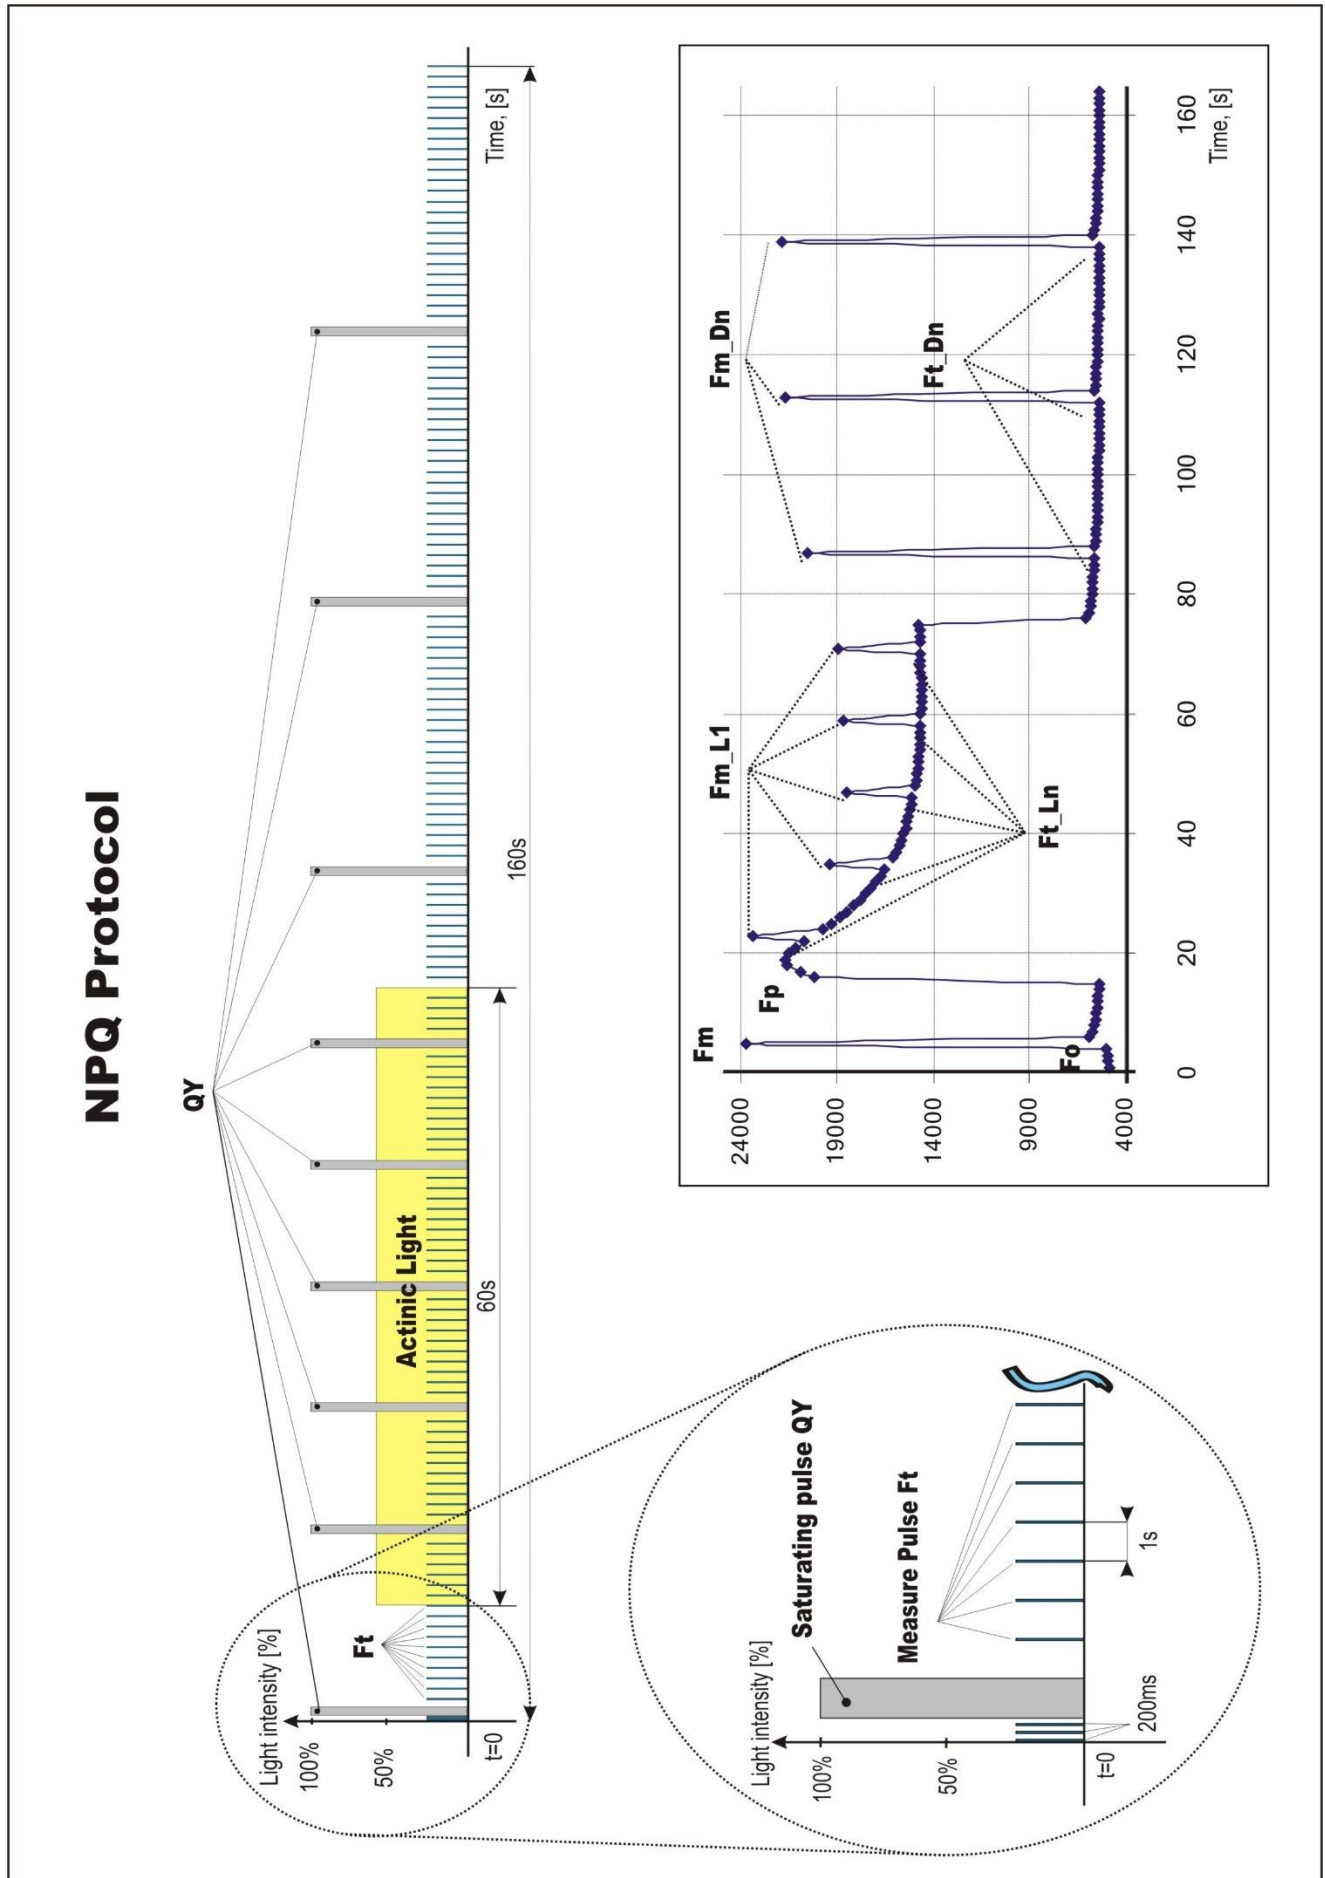 NPQ Protocol
QY
Light intensity [%]
100%
50%
t=0
Ft
Actinic Light
60s
160s
Time, [s]
Light intensity [%]
100%
50%
t=0
200ms
Saturating pulse QY
Measure Pulse Ft
1s
24000
19000
14000
9000
4000
Fm
Fo
Fp
Fm_L1
Ft_Ln
Fm_Dn
Ft_Dn
0
20
40
60
80
100
120
140
160
Time, [s]